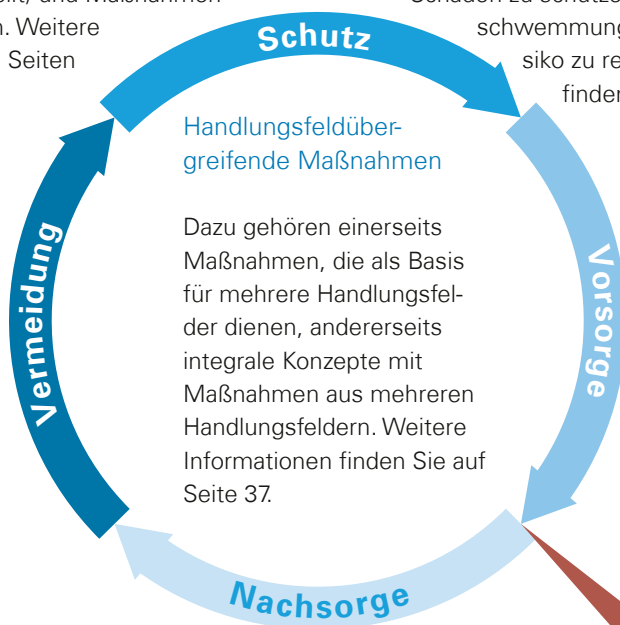 n. Weitere
Seiten
schwemmung
siko zu re
finden
Schutz
Handlungsfeldüber-
greifende Maßnahmen
Dazu gehören einerseits
Maßnahmen, die als Basis
für mehrere Handlungsfel-
der dienen, andererseits
integrale Konzepte mit
Maßnahmen aus mehreren
Handlungsfeldern. Weitere
Informationen finden Sie auf
Seite 37.
Vorsorge
Nachsorge
Vermeidung